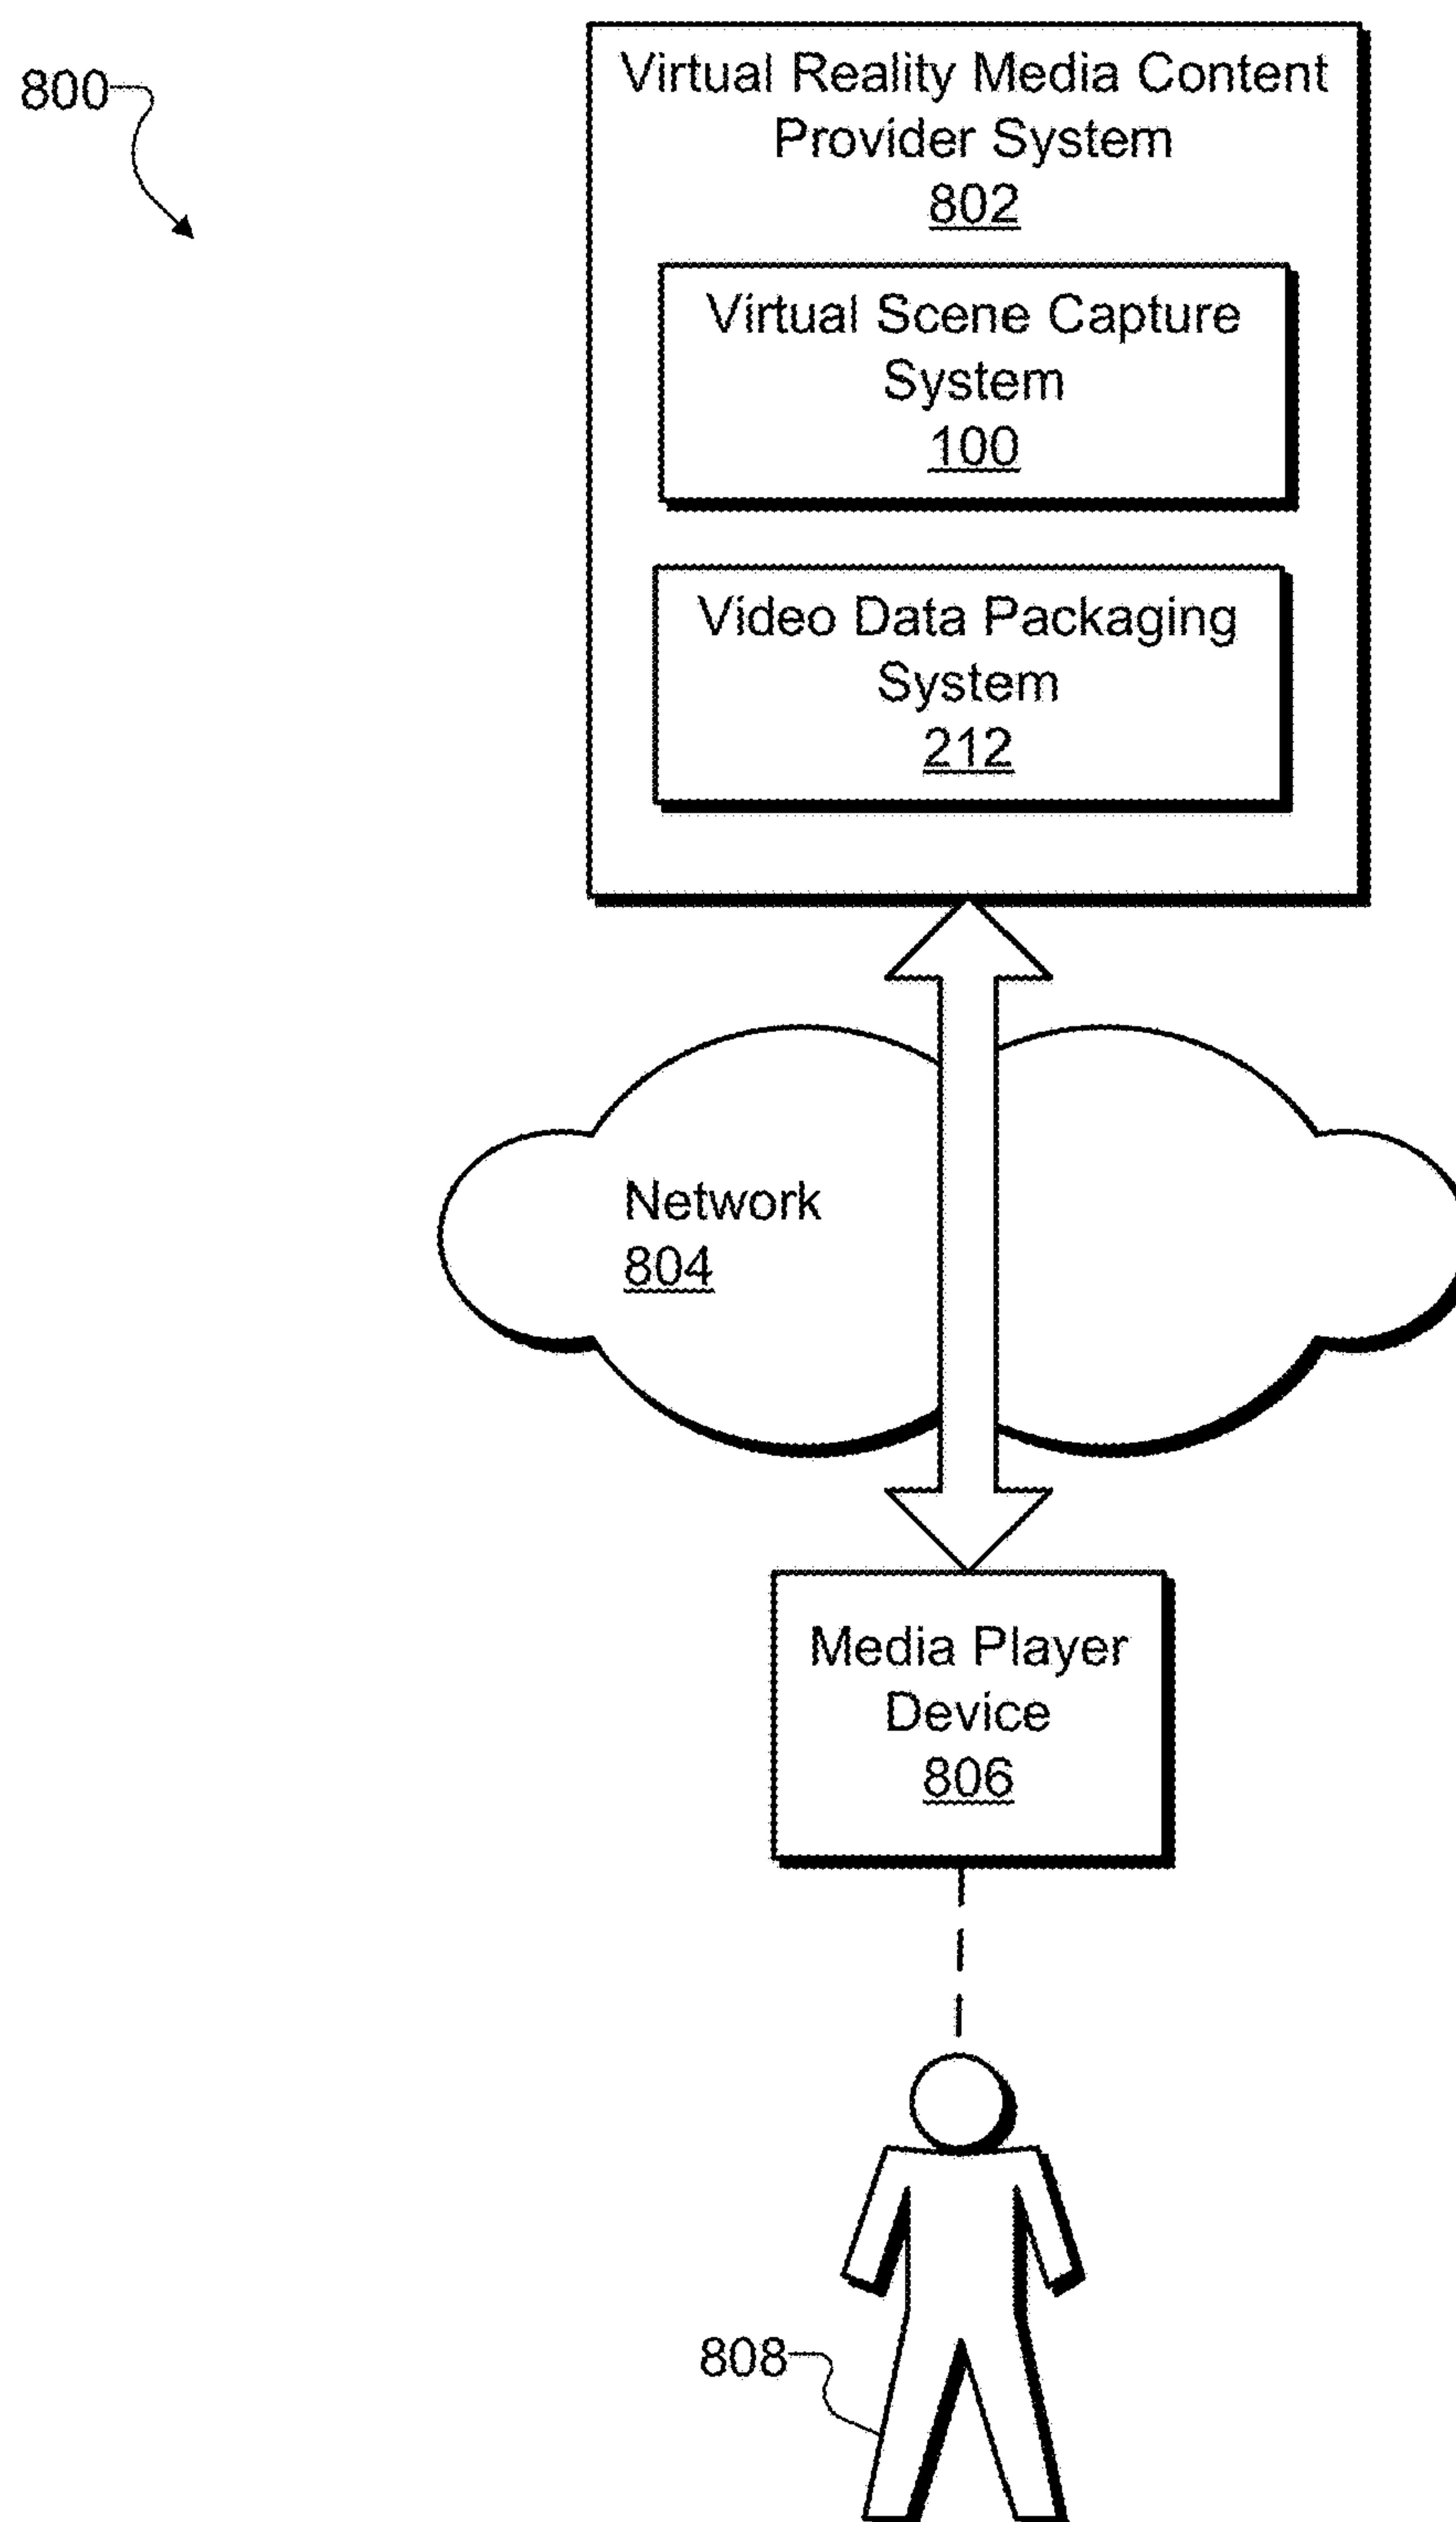 800
Virtual Reality Media Content
Provider System
802
Virtual Scene Capture
System
100
Video Data Packaging
System
212
Network
804
Media Player
Device
806
808